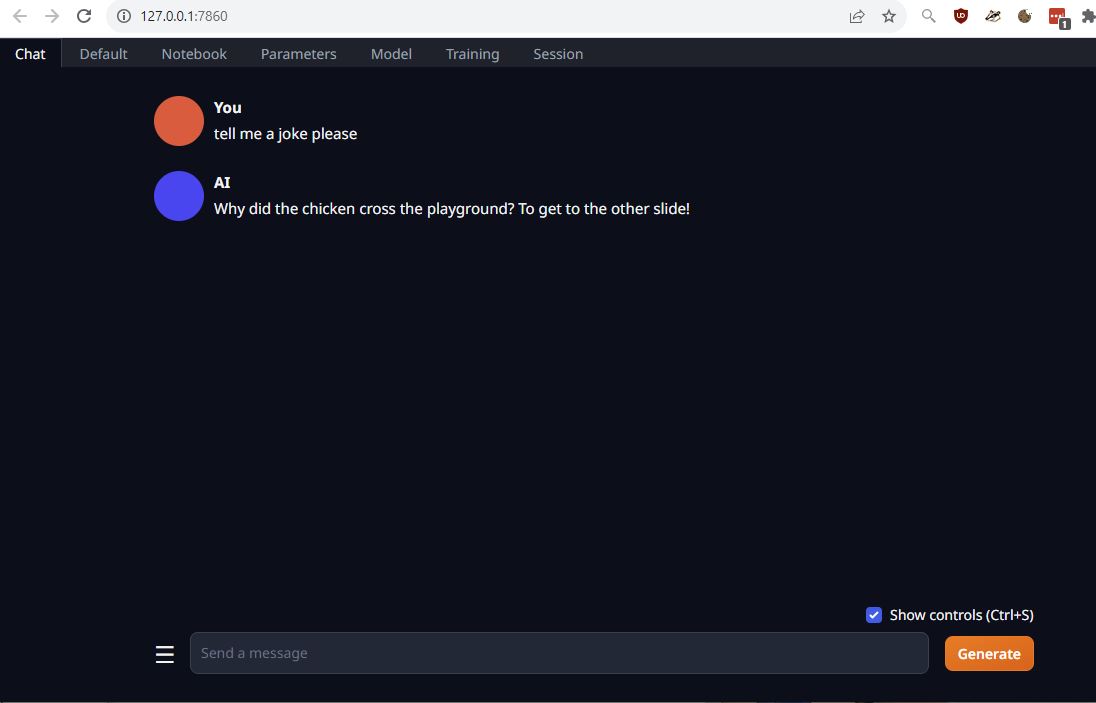 127.0.0.1:7860
1
Chat Default Notebook Parameters Model Training Session
You
tell me a joke please
AI
Why did the chicken cross the playground? To get to the other slide!
Show controls (Ctrl+S)
Send a message
Generate